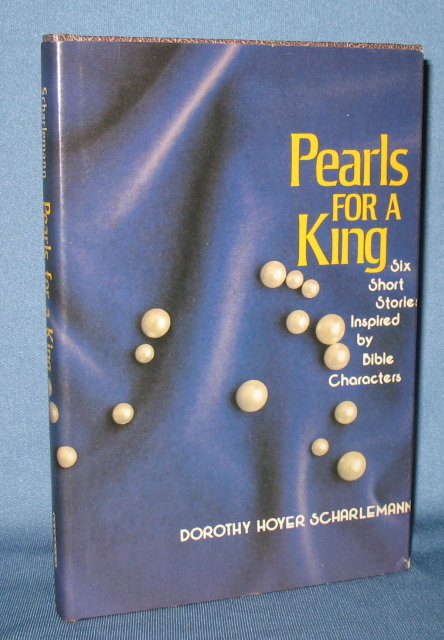 Scharlemann
Pearls for a King
Pearls
FOR A
King
Six
Short
Stories
Inspired
by
Bible
Characters
DOROTHY HOYER SCHARLEMANN